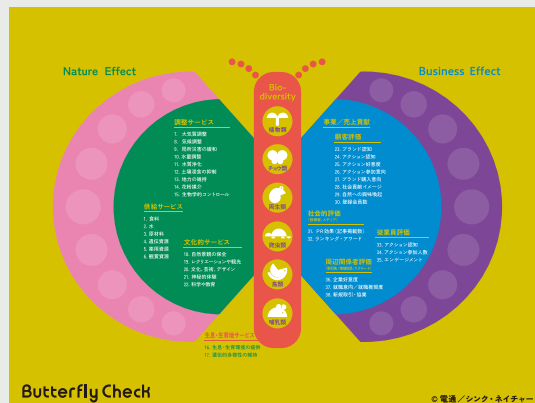 Nature Effect
Business Effect
Bio-
diversity
植物類
チョウ類
両生類
爬虫類
鳥類
哺乳類
調整サービス
7. 大気質調整
8. 気候調整
9. 局所災害の緩和
10. 水量調整
11. 水質浄化
12. 土壌浸食の抑制
13. 地力の維持
14. 花粉媒介
15. 生物学的コントロール
供給サービス
1. 食料
2. 水
3. 原材料
4. 遺伝資源
5. 薬用資源
6. 観賞資源
文化的サービス
18. 自然景観の保全
19. レクリエーションや観光
20. 文化、芸術、デザイン
21. 神秘的体験
22. 科学や教育
生息・生育地サービス
16. 生息・生育環境の提供
17. 遺伝的多様性の維持
事業／売上貢献
顧客評価
23. ブランド認知
24. アクション認知
25. アクション好意度
26. アクション参加意向
27. ブランド購入意向
28. 社会貢献イメージ
29. 自然への興味喚起
30. 登録会員数
社会的評価
31. PR効果（記事掲載数）
32. ランキング・アワード
従業員評価
33. アクション認知
34. アクション参加人数
35. エンゲージメント
周辺関係者評価
36. 企業好意度
37. 就職意向／就職者頻度
38. 新規取引・協業
Butterfly Check
© 電通／シンク・ネイチャー